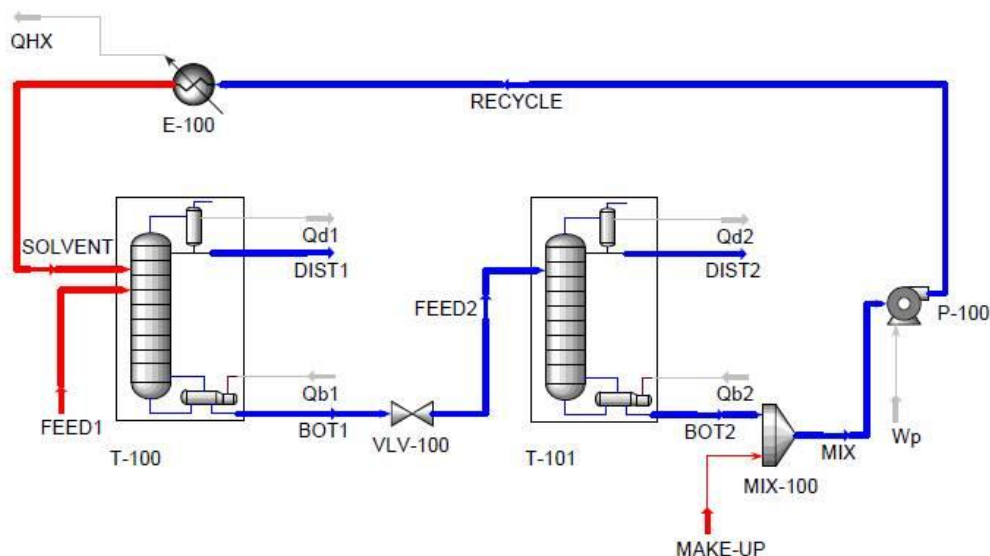 QHX
E-100
RECYCLE
SOLVENT
Qd1
DIST1
FEED2
Qd2
DIST2
P-100
FEED1
Qb1
BOT1
VLV-100
T-100
Qb2
BOT2
T-101
MIX
MIX-100
Wp
MAKE-UP